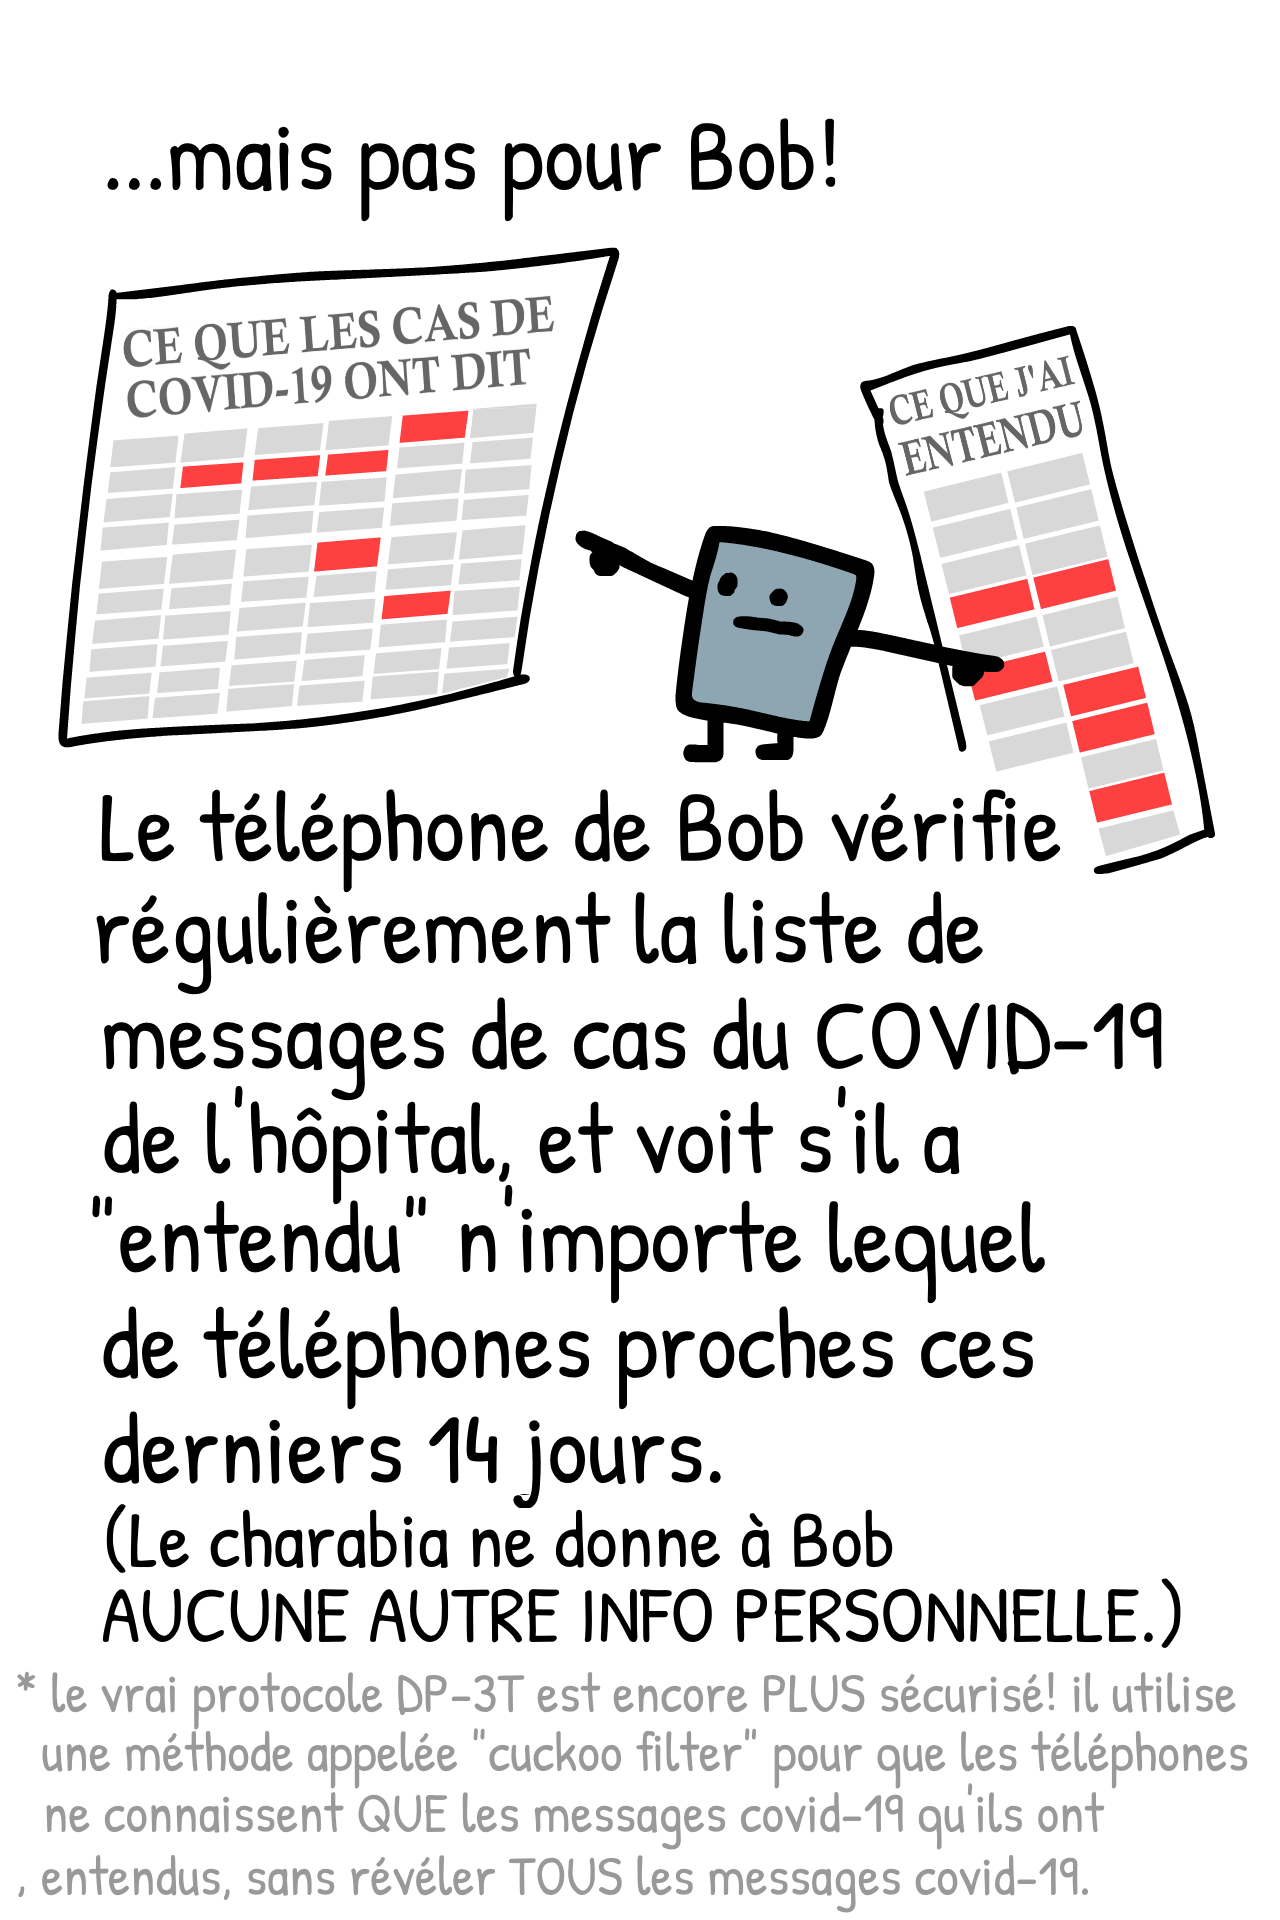 ...mais pas pour Bob!
CE QUE LES CAS DE
COVID-19 ONT DIT
CE QUE J'AI
ENTENDU
Le téléphone de Bob vérifie
régulièrement la liste de
messages de cas du COVID-19
de l'hôpital, et voit s'il a
"entendu" n'importe lequel
de téléphones proches ces
derniers 14 jours.
(Le charabia ne donne à Bob
AUCUNE AUTRE INFO PERSONNELLE.)
* le vrai protocole DP-3T est encore PLUS sécurisé! il utilise
une méthode appelée "cuckoo filter" pour que les téléphones
ne connaissent QUE les messages covid-19 qu'ils ont
, entendus, sans révéler TOUS les messages covid-19.